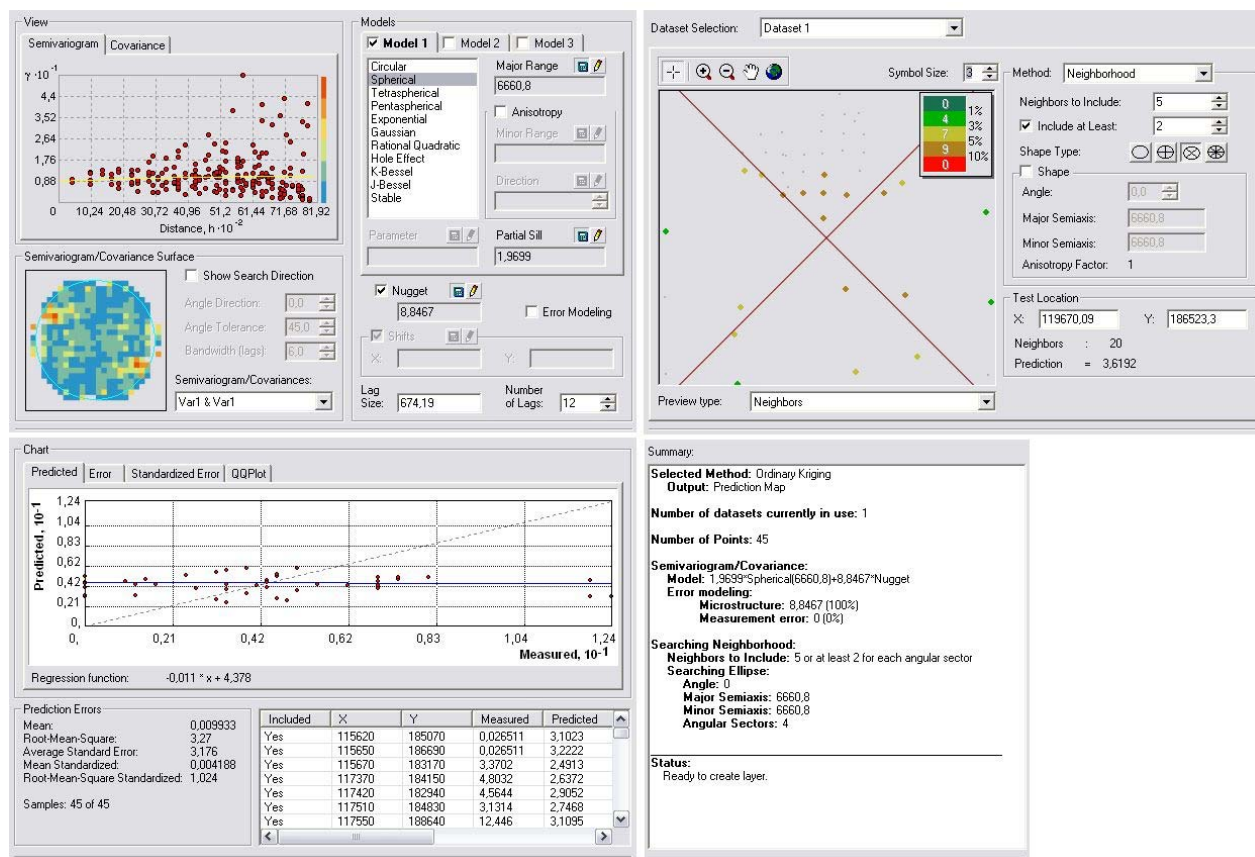 View
Semivariogram Covariance
γ·10⁻¹
4,4
3,52
2,64
1,76
0,88
0 10,24 20,48 30,72 40,96 51,2 61,44 71,68 81,92
Distance, h·10⁻²
Semivariogram/Covariance Surface
Show Search Direction
Angle Direction: 0,0
Angle Tolerance: 45,0
Bandwidth (lags): 6,0
Semivariogram/Covariances:
Var1 & Var1
Models
Model 1 Model 2 Model 3
Circular
Spherical
Tetraspherical
Pentaspherical
Exponential
Gaussian
Rational Quadratic
Hole Effect
K-Bessel
J-Bessel
Stable
Major Range
6660,8
Anisotropy
Minor Range
Direction
Parameter
Partial Sill
1,9699
Nugget
8,8467
Error Modeling
Shifts
X: Y:
Lag Size: 674,19
Number of Lags: 12
Dataset Selection: Dataset 1
Symbol Size: 3
0
4
7
9
0
1%
3%
5%
10%
Preview type: Neighbors
Method: Neighborhood
Neighbors to Include: 5
Include at Least: 2
Shape Type:
Shape
Angle: 0,0
Major Semiaxis: 6660,8
Minor Semiaxis: 6660,8
Anisotropy Factor: 1
Test Location
X: 119670,09 Y: 186523,3
Neighbors : 20
Prediction = 3,6192
Chart
Predicted Error Standardized Error QQPlot
Predicted, 10⁻¹
1,24
1,04
0,83
0,62
0,42
0,21
0,
0, 0,21 0,42 0,62 0,83 1,04 1,24
Measured, 10⁻¹
Regression function: -0,011 * x + 4,378
Prediction Errors
Mean: 0,009933
Root-Mean-Square: 3,27
Average Standard Error: 3,176
Mean Standardized: 0,004188
Root-Mean-Square Standardized: 1,024
Samples: 45 of 45
Included X Y Measured Predicted
Yes 115620 185070 0,026511 3,1023
Yes 115650 186690 0,026511 3,2222
Yes 115670 183170 3,3702 2,4913
Yes 117370 184150 4,8032 2,6372
Yes 117420 182940 4,5644 2,9052
Yes 117510 184830 3,1314 2,7468
Yes 117550 188640 12,446 3,1095
Summary:
Selected Method: Ordinary Kriging
Output: Prediction Map
Number of datasets currently in use: 1
Number of Points: 45
Semivariogram/Covariance:
Model: 1,9699*Spherical(6660,8)+8,8467*Nugget
Error modeling:
Microstructure: 8,8467 (100%)
Measurement error: 0 (0%)
Searching Neighborhood:
Neighbors to Include: 5 or at least 2 for each angular sector
Searching Ellipse:
Angle: 0
Major Semiaxis: 6660,8
Minor Semiaxis: 6660,8
Angular Sectors: 4
Status:
Ready to create layer.